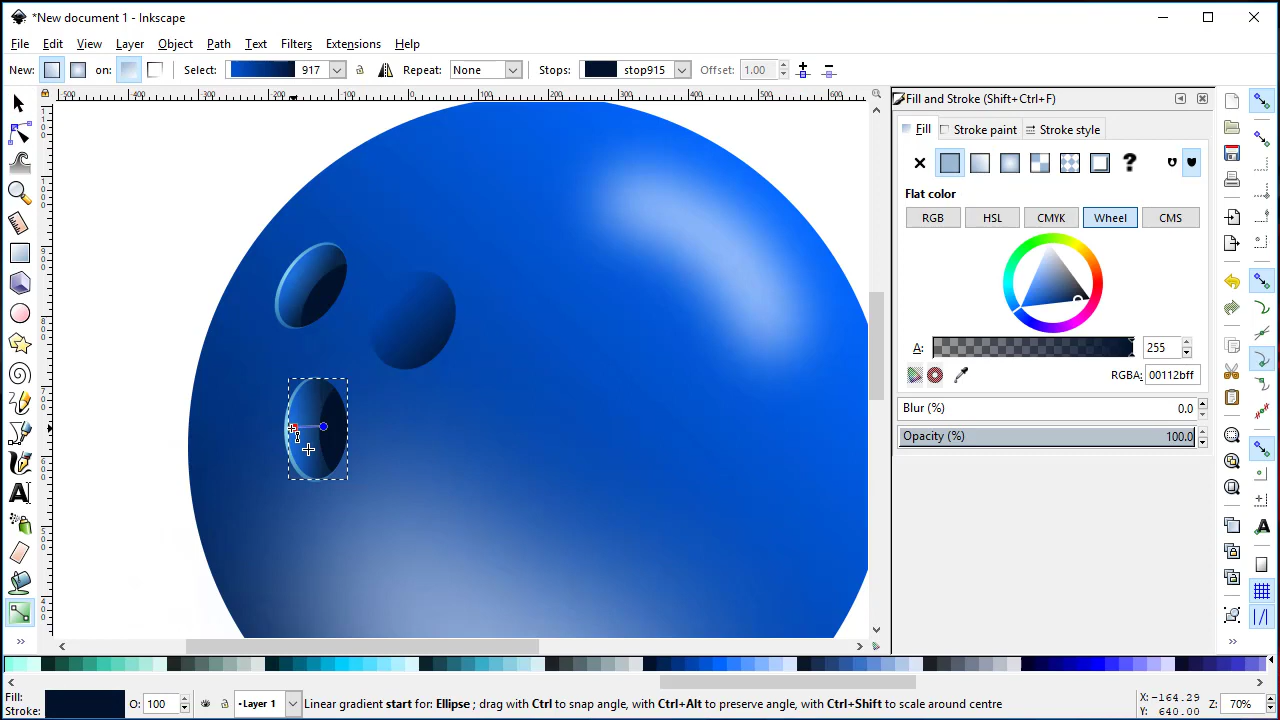 *New document 1 - Inkscape
File Edit View Layer Object Path Text Filters Extensions Help
New: on: Select: 917 Repeat: None Stops: stop915 Offset: 1.00
Fill and Stroke (Shift+Ctrl+F)
Fill Stroke paint Stroke style
Flat color
RGB HSL CMYK Wheel CMS
A: 255
RGBA: 00112bff
Blur (%) 0.0
Opacity (%) 100.0
Fill:
Stroke:
O: 100
Layer 1
Linear gradient start for: Ellipse ; drag with Ctrl to snap angle, with Ctrl+Alt to preserve angle, with Ctrl+Shift to scale around centre
X: -164.29
Y: 640.00
Z: 70%